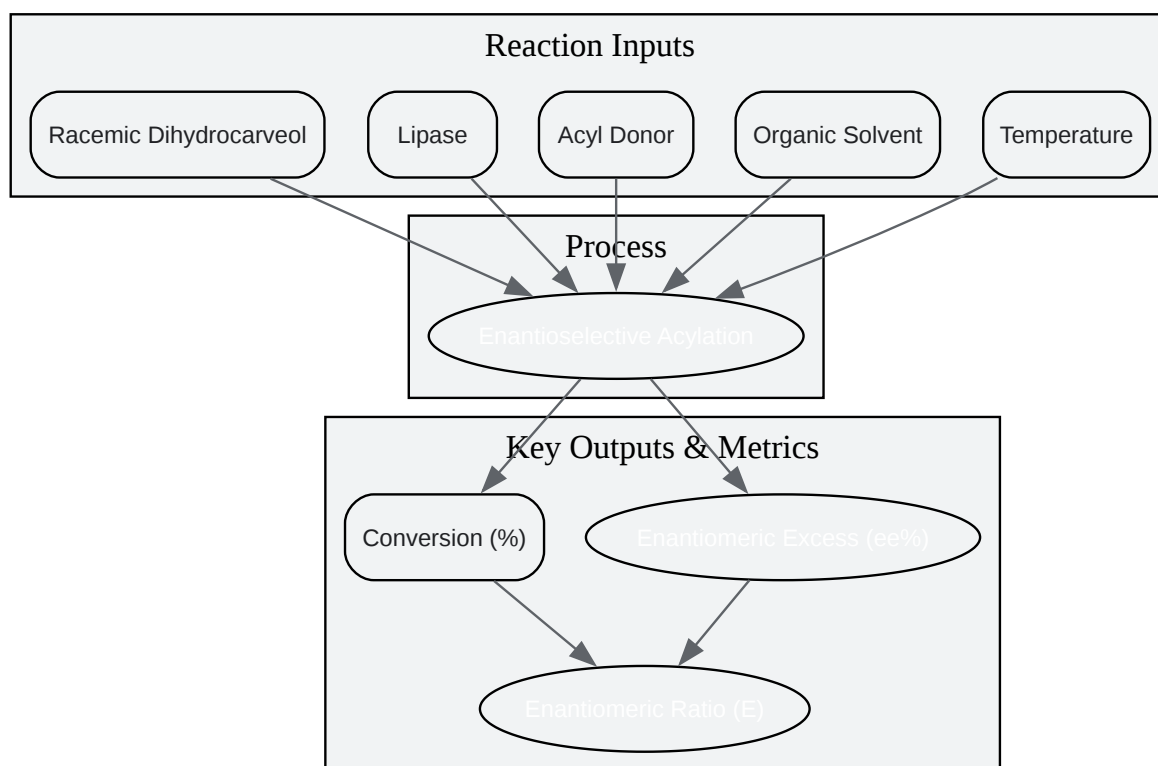 Reaction Inputs
Racemic Dihydrocarveol
Lipase
Acyl Donor
Organic Solvent
Temperature
Process
Enantioselective Acylation
Key Outputs & Metrics
Conversion (%)
Enantiomeric Excess (ee%)
Enantiomeric Ratio (E)